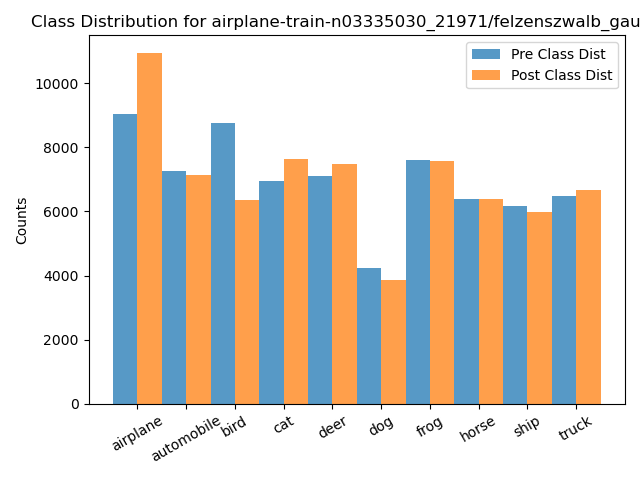 Class Distribution for airplane-train-n03335030_21971/felzenszwalb_gau
Pre Class Dist
Post Class Dist
Counts
10000
8000
6000
4000
2000
0
airplane
automobile
bird
cat
deer
dog
frog
horse
ship
truck